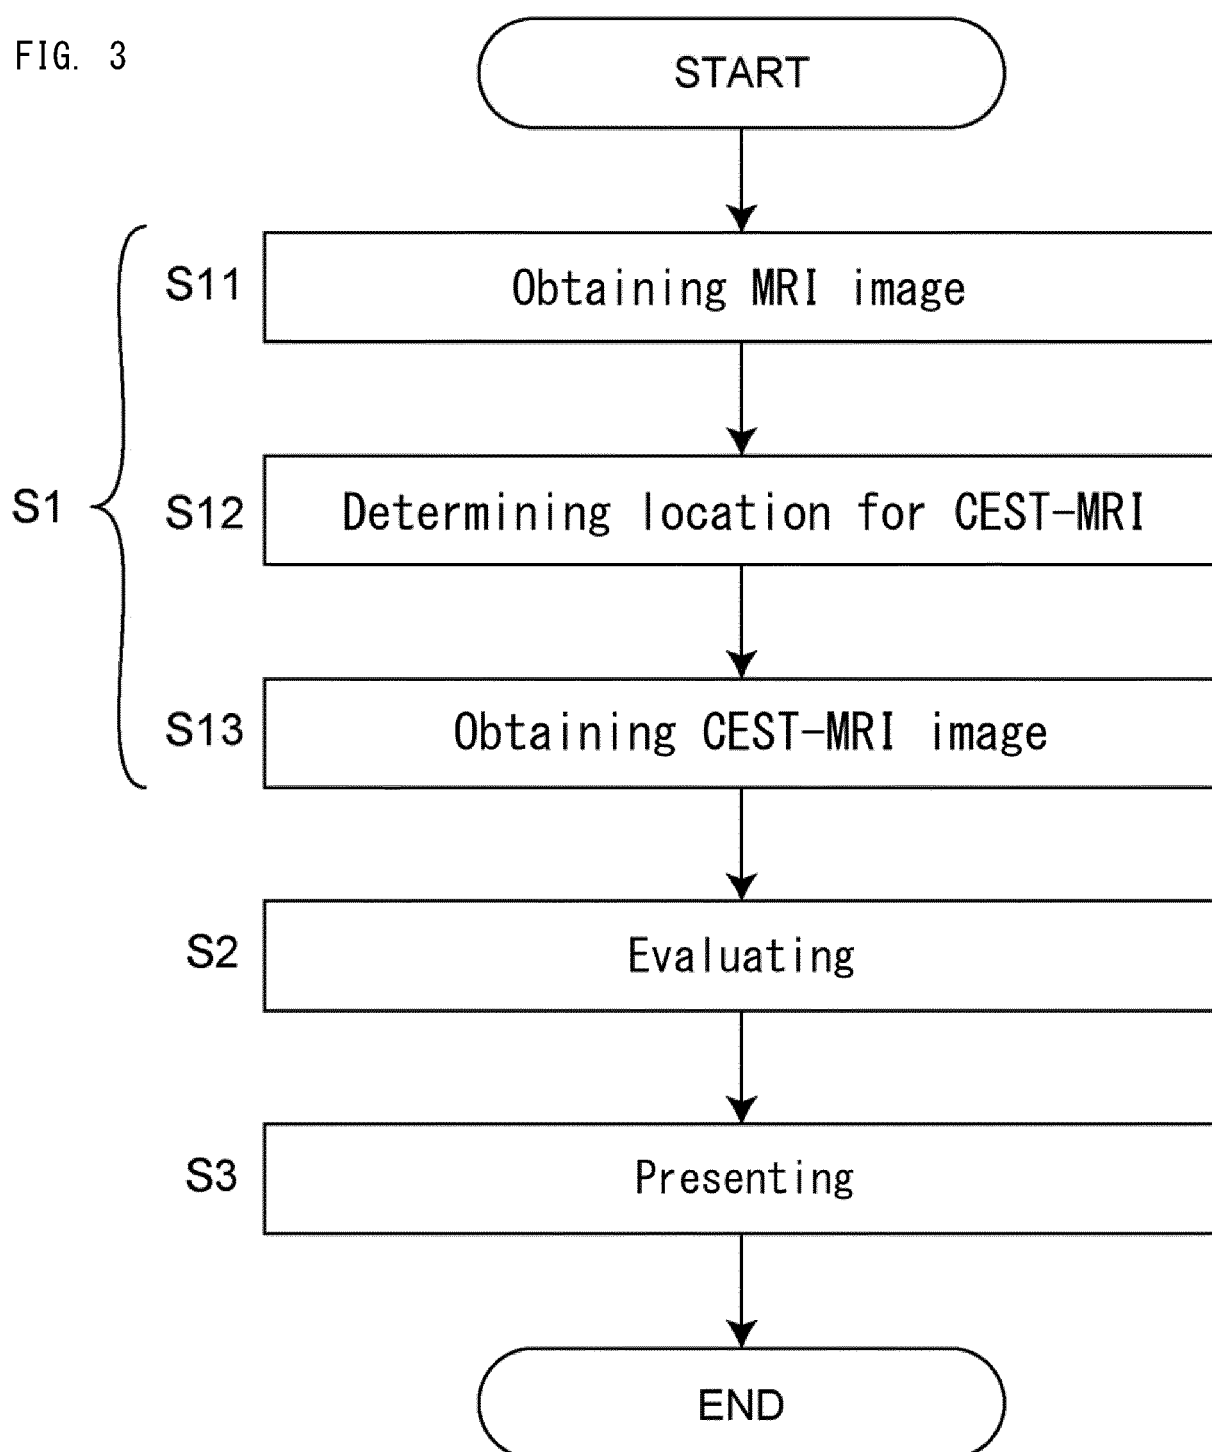 FIG. 3
START
S1
S11
Obtaining MRI image
S12
Determining location for CEST-MRI
S13
Obtaining CEST-MRI image
S2
Evaluating
S3
Presenting
END